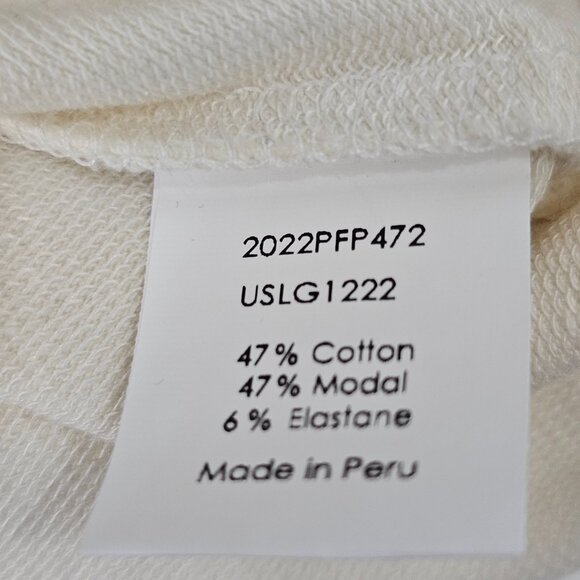 2022PFP472
USLG1222
47% Cotton
47% Modal
6% Elastane
Made in Peru